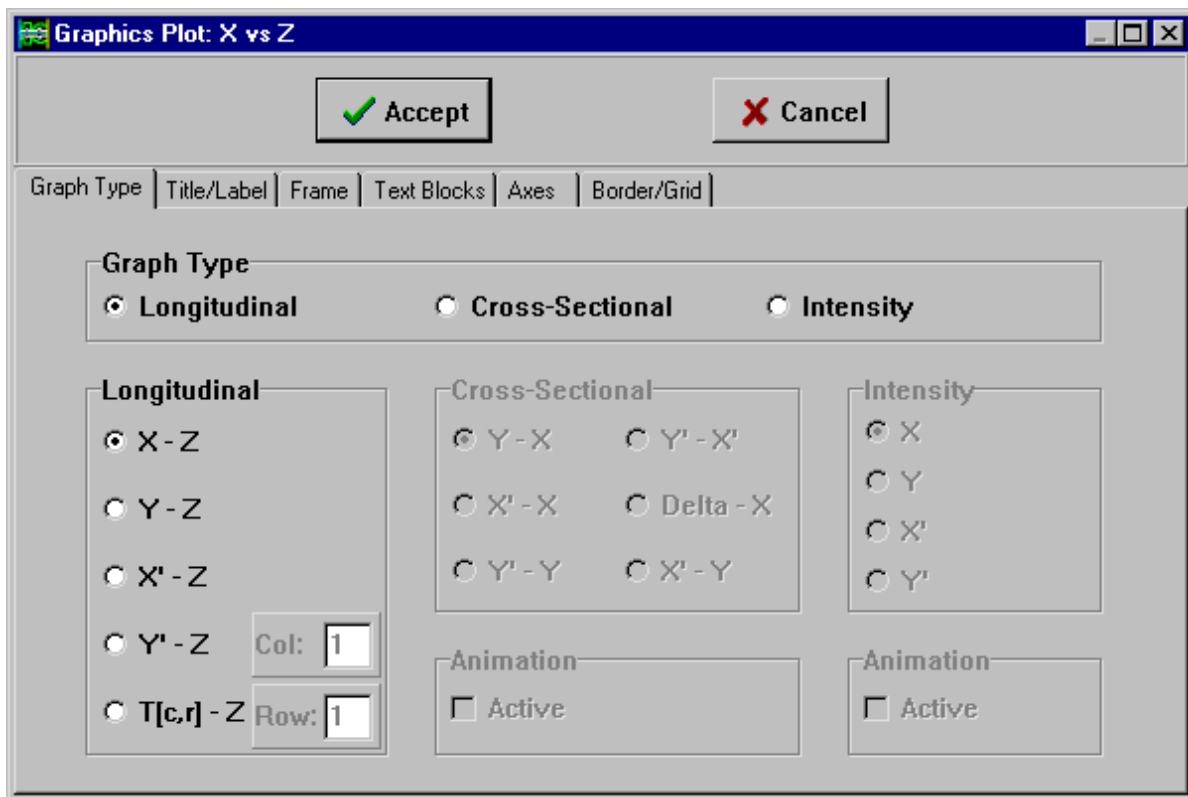 Graphics Plot: X vs Z
Accept
Cancel
Graph Type
Title/Label
Frame
Text Blocks
Axes
Border/Grid
Graph Type
Longitudinal
Cross-Sectional
Intensity
Longitudinal
X - Z
Y - Z
X' - Z
Y' - Z
Col: 1
T[c,r] - Z
Row: 1
Cross-Sectional
Y - X
Y' - X'
X' - X
Delta - X
Y' - Y
X' - Y
Animation
Active
Intensity
X
Y
X'
Y'
Animation
Active